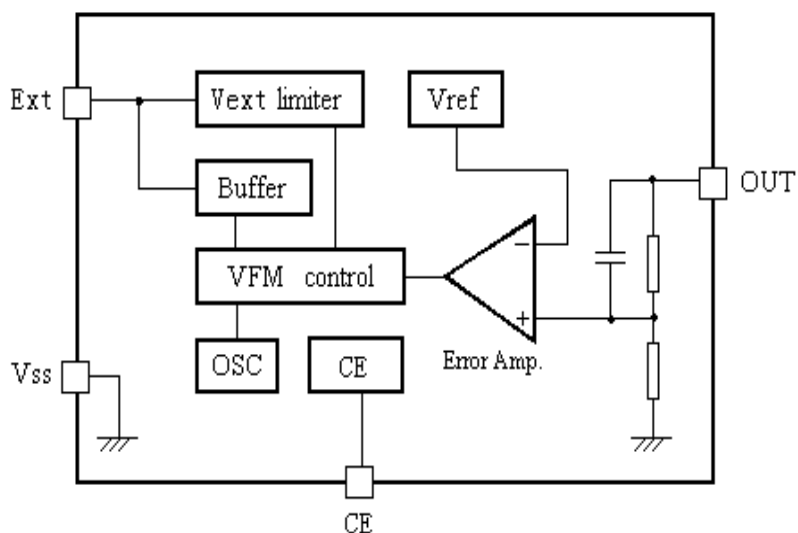 Ext
Vext limiter
Vref
Buffer
OUT
VFM control
−
+
Error Amp.
Vss
OSC
CE
CE